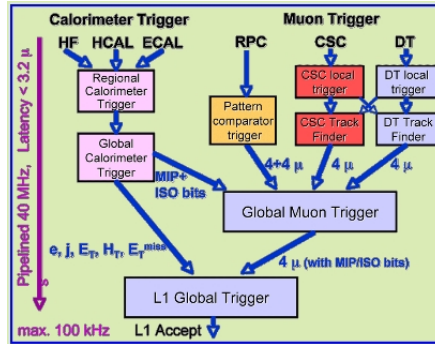 Calorimeter Trigger
Muon Trigger
HF HCAL ECAL
RPC CSC DT
Regional
Calorimeter
Trigger
Pattern
comparator
trigger
CSC local
trigger
DT local
trigger
CSC Track
Finder
DT Track
Finder
Global
Calorimeter
Trigger
MIP+
ISO bits
4+4 μ
4 μ
4 μ
Global Muon Trigger
e, j, ET, HT, ETmiss
4 μ (with MIP/ISO bits)
L1 Global Trigger
max. 100 kHz
L1 Accept
Pipelined 40 MHz, Latency < 3.2 μ
s